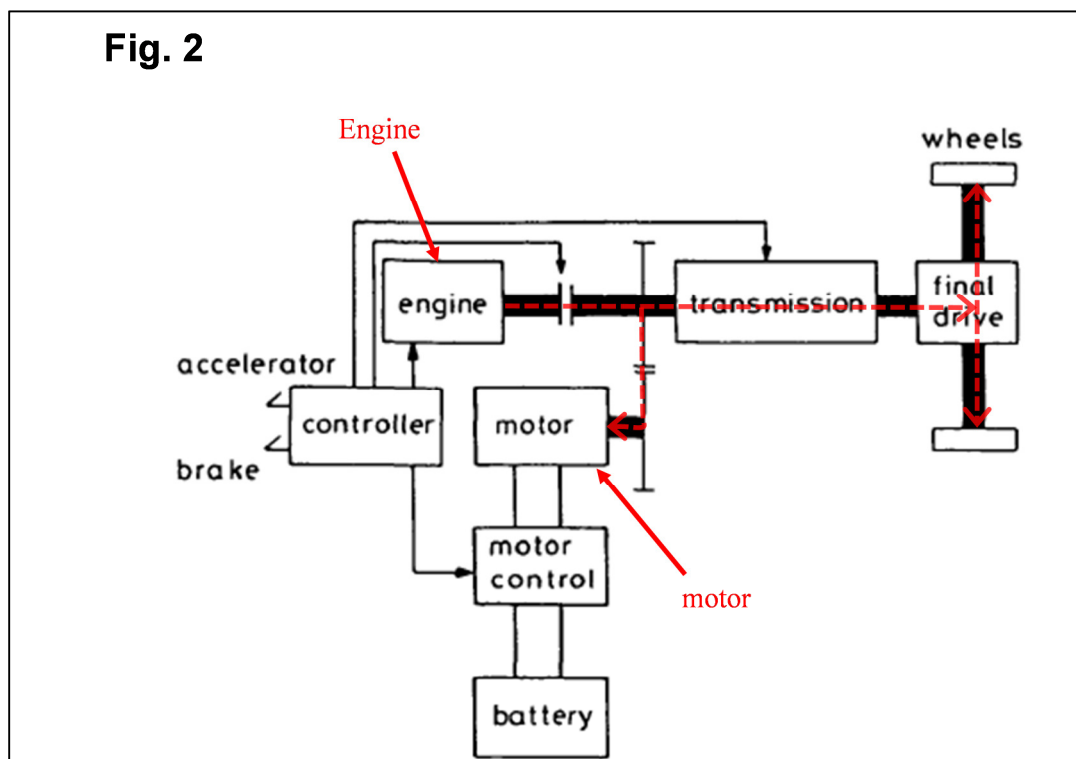 Fig. 2
Engine
wheels
engine
transmission
final
drive
accelerator
controller
motor
brake
motor
control
motor
battery